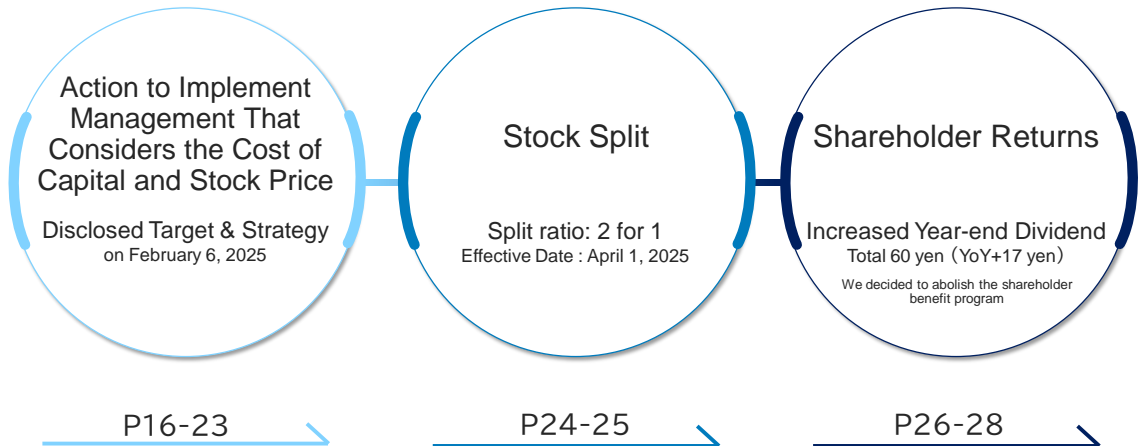 Action to Implement
Management That
Considers the Cost of
Capital and Stock Price
Disclosed Target & Strategy
on February 6, 2025
Stock Split
Split ratio: 2 for 1
Effective Date : April 1, 2025
Shareholder Returns
Increased Year-end Dividend
Total 60 yen（YoY+17 yen）
We decided to abolish the shareholder
benefit program
P16-23
P24-25
P26-28